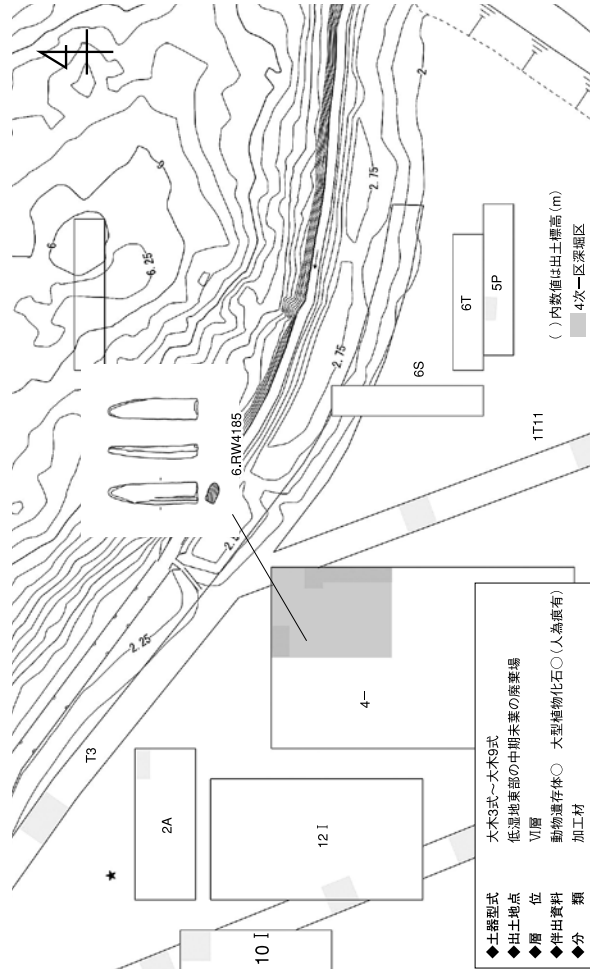 6
6
6.25
2.75
2.75
2
2.25
6.RW4185
6T
5P
6S
1T11
T3
4ー
2A
12 I
10 I
( )内数値は出土標高(m)
4次一区深堀区
◆土器型式　大木3式〜大木9式
◆出土地点　低湿地東部の中期末葉の廃棄場
◆層　　位　Ⅵ層
◆伴出資料　動物遺存体〇　大型植物化石〇(人為痕有)
◆分　　類　加工材